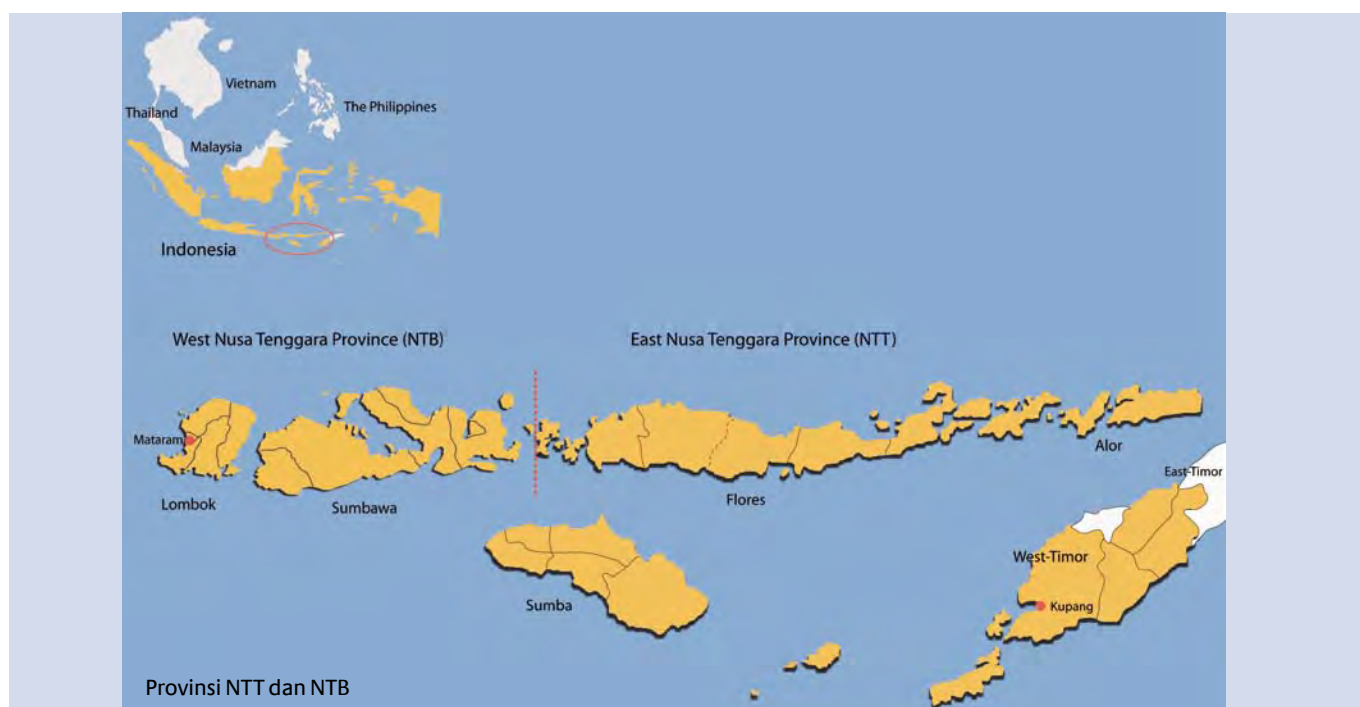 Vietnam
The Philippines
Thailand
Malaysia
Indonesia
West Nusa Tenggara Province (NTB)
East Nusa Tenggara Province (NTT)
Mataram
Lombok
Sumbawa
Flores
Alor
East-Timor
West-Timor
Kupang
Sumba
Provinsi NTT dan NTB